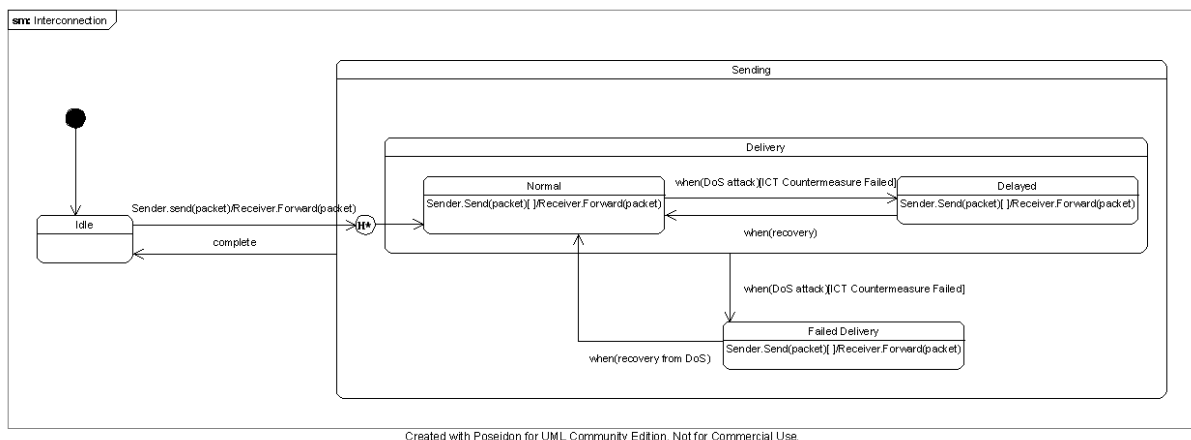 sm: Interconnection
Sending
Delivery
Normal
Sender.Send(packet)[ ]/Receiver.Forward(packet)
when(DoS attack)[ICT Countermeasure Failed]
Delayed
Sender.Send(packet)[ ]/Receiver.Forward(packet)
Sender.send(packet)/Receiver.Forward(packet)
Idle
H*
when(recovery)
complete
when(DoS attack)[ICT Countermeasure Failed]
Failed Delivery
Sender.Send(packet)[ ]/Receiver.Forward(packet)
when(recovery from DoS)
Created with Poseidon for UML Community Edition. Not for Commercial Use.